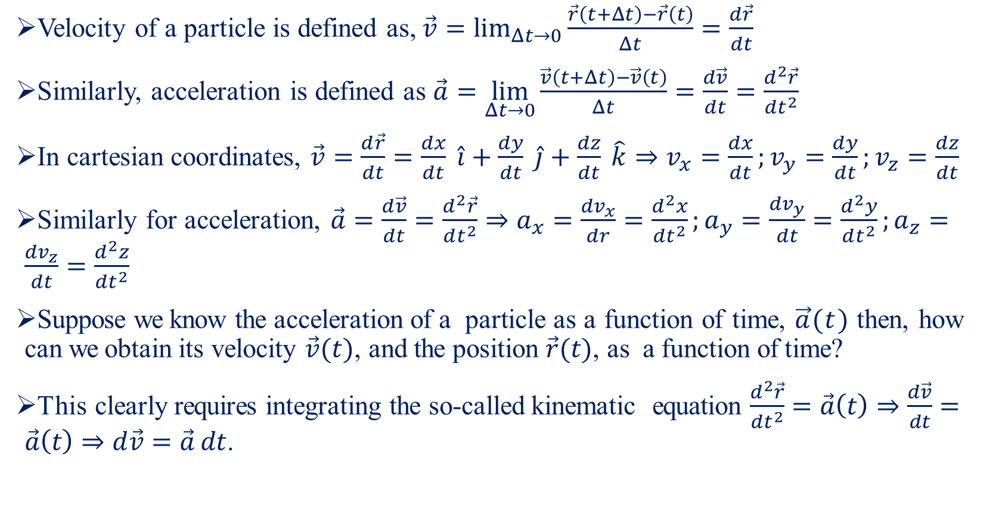 ➢Velocity of a particle is defined as, $\vec{v} = \lim_{\Delta t \to 0} \frac{\vec{r}(t+\Delta t)-\vec{r}(t)}{\Delta t} = \frac{d\vec{r}}{dt}$
➢Similarly, acceleration is defined as $\vec{a} = \lim\limits_{\Delta t \to 0} \frac{\vec{v}(t+\Delta t)-\vec{v}(t)}{\Delta t} = \frac{d\vec{v}}{dt} = \frac{d^2\vec{r}}{dt^2}$
➢In cartesian coordinates, $\vec{v} = \frac{d\vec{r}}{dt} = \frac{dx}{dt}\ \hat{\imath} + \frac{dy}{dt}\ \hat{\jmath} + \frac{dz}{dt}\ \hat{k} \Rightarrow v_x = \frac{dx}{dt}; v_y = \frac{dy}{dt}; v_z = \frac{dz}{dt}$
➢Similarly for acceleration, $\vec{a} = \frac{d\vec{v}}{dt} = \frac{d^2\vec{r}}{dt^2} \Rightarrow a_x = \frac{dv_x}{dr} = \frac{d^2x}{dt^2}; a_y = \frac{dv_y}{dt} = \frac{d^2y}{dt^2}; a_z =$
$\frac{dv_z}{dt} = \frac{d^2z}{dt^2}$
➢Suppose we know the acceleration of a particle as a function of time, $\vec{a}(t)$ then, how
can we obtain its velocity $\vec{v}(t)$, and the position $\vec{r}(t)$, as a function of time?
➢This clearly requires integrating the so-called kinematic equation $\frac{d^2\vec{r}}{dt^2} = \vec{a}(t) \Rightarrow \frac{d\vec{v}}{dt} =$
$\vec{a}(t) \Rightarrow d\vec{v} = \vec{a}\ dt.$